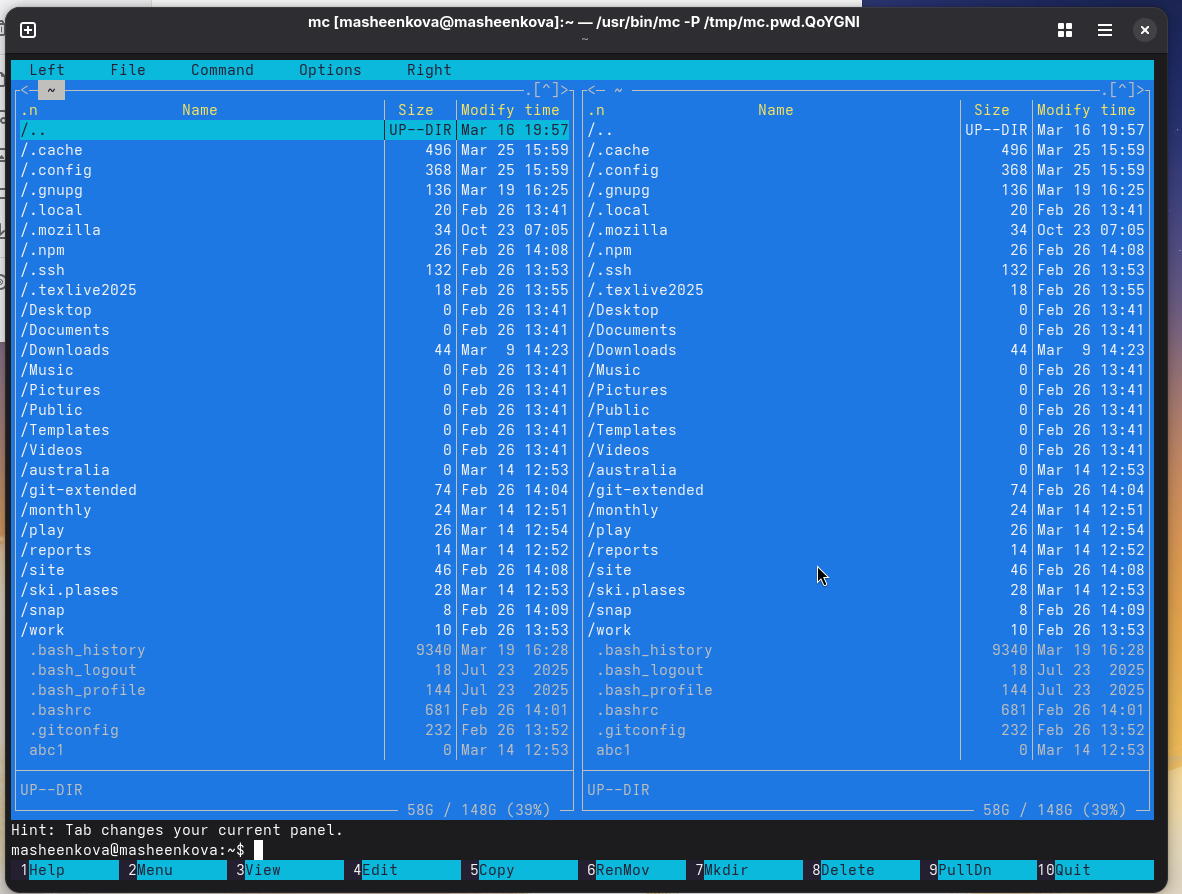 mc [masheenkova@masheenkova]:~ — /usr/bin/mc -P /tmp/mc.pwd.QoYGNI
~
Left File Command Options Right
<— ~ .[^]> <— ~ .[^]>
.n Name Size Modify time .n Name Size Modify time
/.. UP--DIR Mar 16 19:57 /.. UP--DIR Mar 16 19:57
/.cache 496 Mar 25 15:59 /.cache 496 Mar 25 15:59
/.config 368 Mar 25 15:59 /.config 368 Mar 25 15:59
/.gnupg 136 Mar 19 16:25 /.gnupg 136 Mar 19 16:25
/.local 20 Feb 26 13:41 /.local 20 Feb 26 13:41
/.mozilla 34 Oct 23 07:05 /.mozilla 34 Oct 23 07:05
/.npm 26 Feb 26 14:08 /.npm 26 Feb 26 14:08
/.ssh 132 Feb 26 13:53 /.ssh 132 Feb 26 13:53
/.texlive2025 18 Feb 26 13:55 /.texlive2025 18 Feb 26 13:55
/Desktop 0 Feb 26 13:41 /Desktop 0 Feb 26 13:41
/Documents 0 Feb 26 13:41 /Documents 0 Feb 26 13:41
/Downloads 44 Mar 9 14:23 /Downloads 44 Mar 9 14:23
/Music 0 Feb 26 13:41 /Music 0 Feb 26 13:41
/Pictures 0 Feb 26 13:41 /Pictures 0 Feb 26 13:41
/Public 0 Feb 26 13:41 /Public 0 Feb 26 13:41
/Templates 0 Feb 26 13:41 /Templates 0 Feb 26 13:41
/Videos 0 Feb 26 13:41 /Videos 0 Feb 26 13:41
/australia 0 Mar 14 12:53 /australia 0 Mar 14 12:53
/git-extended 74 Feb 26 14:04 /git-extended 74 Feb 26 14:04
/monthly 24 Mar 14 12:51 /monthly 24 Mar 14 12:51
/play 26 Mar 14 12:54 /play 26 Mar 14 12:54
/reports 14 Mar 14 12:52 /reports 14 Mar 14 12:52
/site 46 Feb 26 14:08 /site 46 Feb 26 14:08
/ski.plases 28 Mar 14 12:53 /ski.plases 28 Mar 14 12:53
/snap 8 Feb 26 14:09 /snap 8 Feb 26 14:09
/work 10 Feb 26 13:53 /work 10 Feb 26 13:53
.bash_history 9340 Mar 19 16:28 .bash_history 9340 Mar 19 16:28
.bash_logout 18 Jul 23 2025 .bash_logout 18 Jul 23 2025
.bash_profile 144 Jul 23 2025 .bash_profile 144 Jul 23 2025
.bashrc 681 Feb 26 14:01 .bashrc 681 Feb 26 14:01
.gitconfig 232 Feb 26 13:52 .gitconfig 232 Feb 26 13:52
abc1 0 Mar 14 12:53 abc1 0 Mar 14 12:53
UP--DIR UP--DIR
58G / 148G (39%) 58G / 148G (39%)
Hint: Tab changes your current panel.
masheenkova@masheenkova:~$
1Help 2Menu 3View 4Edit 5Copy 6RenMov 7Mkdir 8Delete 9PullDn 10Quit